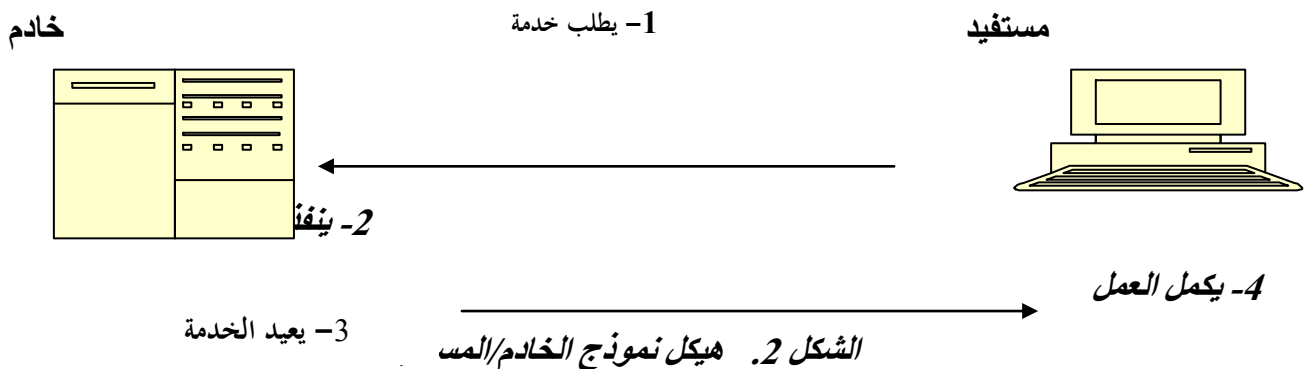 مستفيد
1- يطلب خدمة
خادم
2- ينفذ
4- يكمل العمل
3- يعيد الخدمة
الشكل 2. هيكل نموذج الخادم/المس